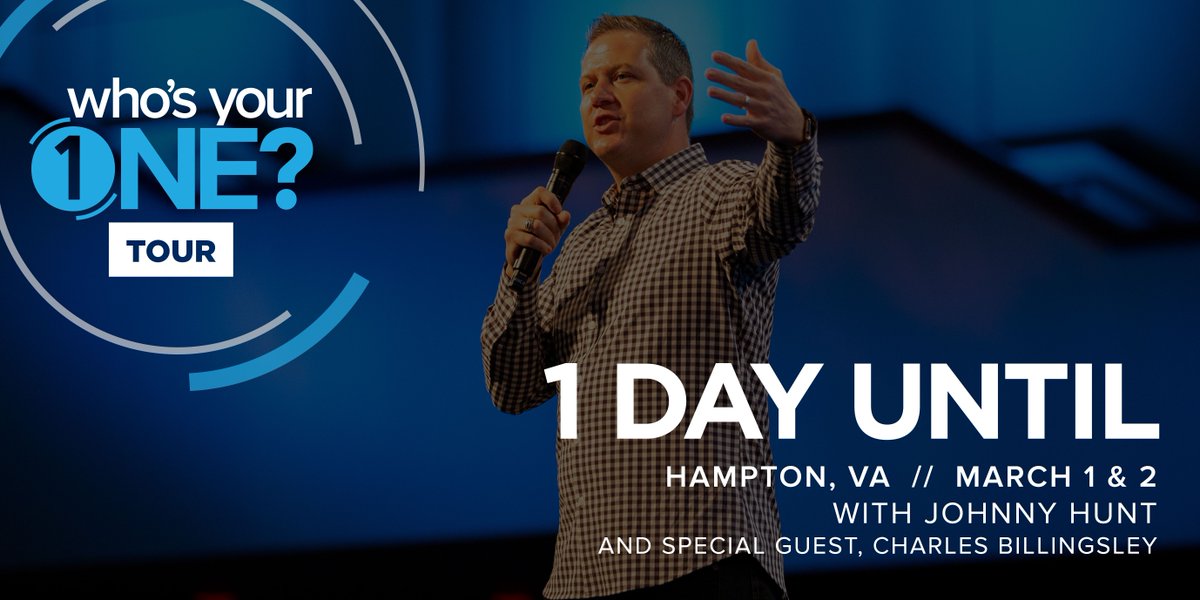 who's your
1NE?
TOUR
1 DAY UNTIL
HAMPTON, VA // MARCH 1 & 2
WITH JOHNNY HUNT
AND SPECIAL GUEST, CHARLES BILLINGSLEY